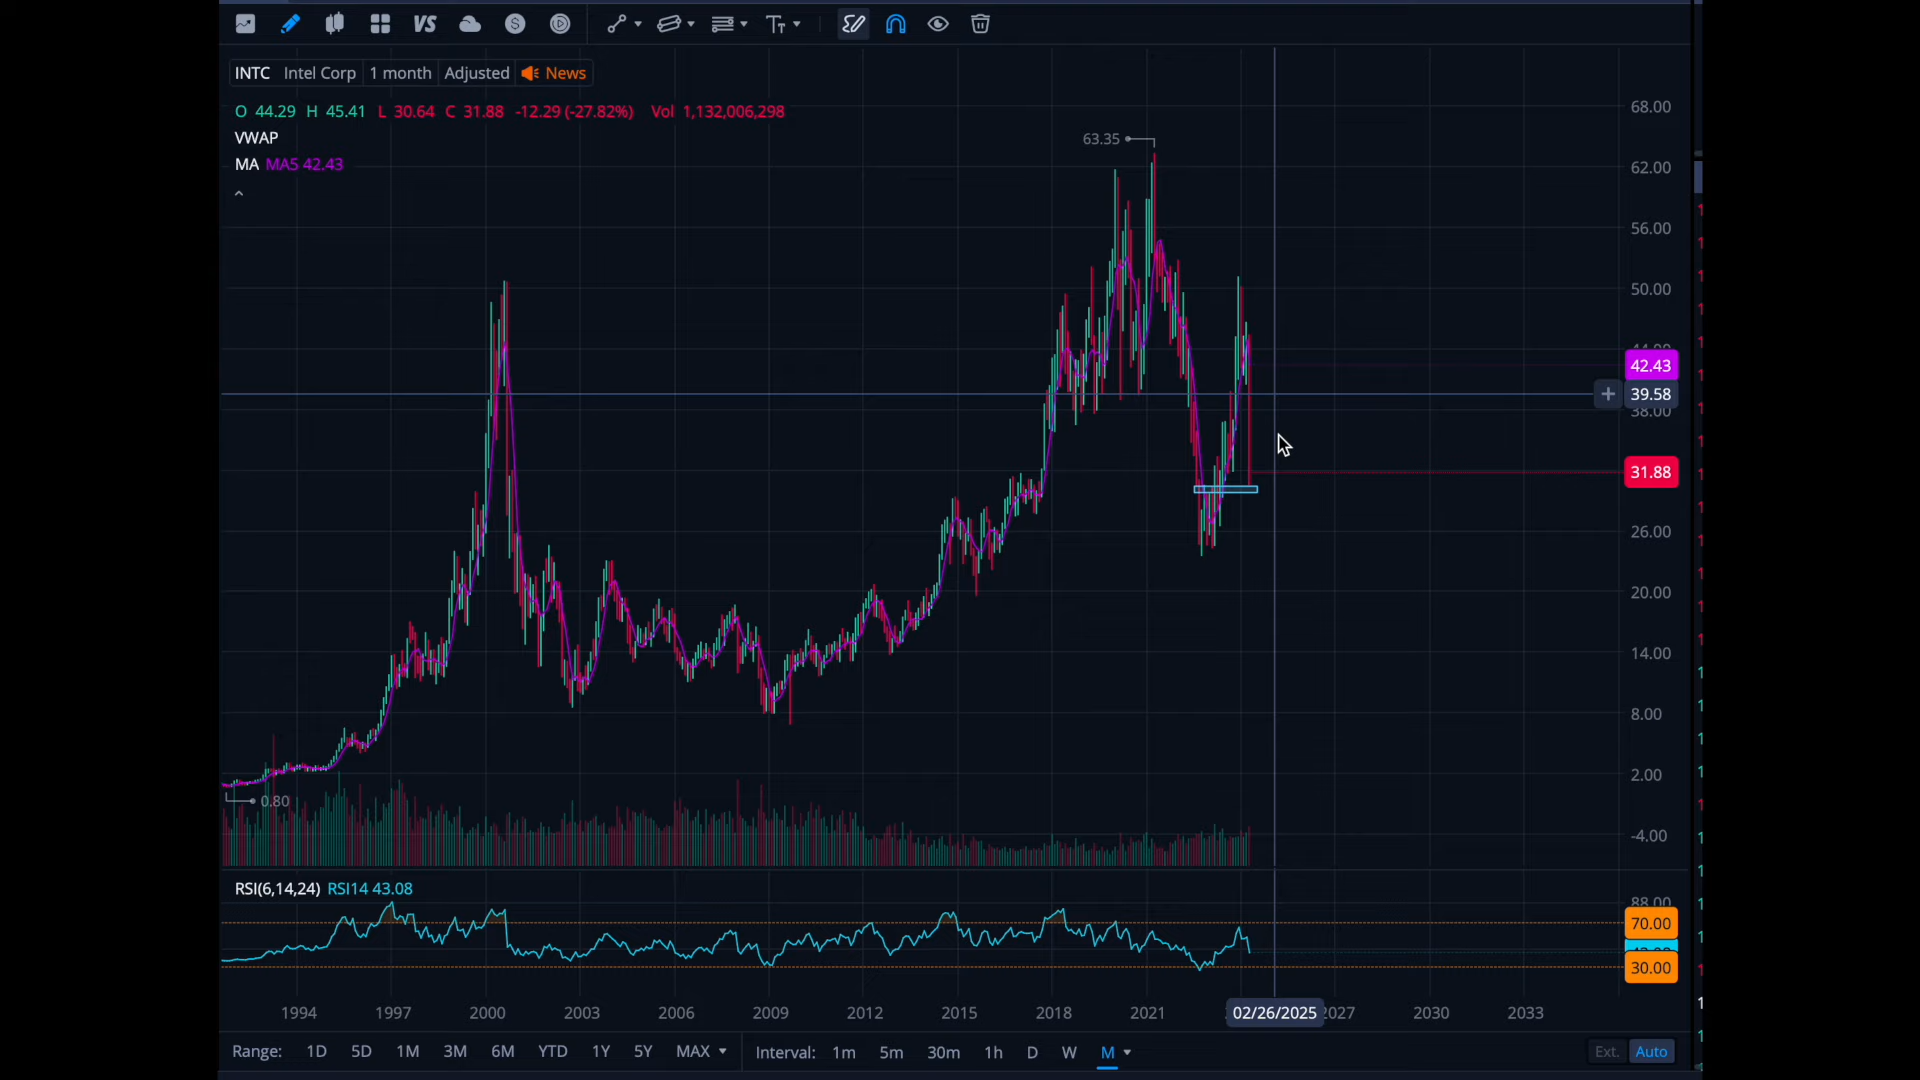 VS
INTC Intel Corp 1 month Adjusted News
O 44.29 H 45.41 L 30.64 C 31.88 -12.29 (-27.82%) Vol 1,132,006,298
VWAP
MA MA5 42.43
68.00
63.35
62.00
56.00
50.00
42.43
39.58
38.00
31.88
26.00
20.00
14.00
8.00
2.00
0.80
-4.00
RSI(6,14,24) RSI14 43.08
88.00
70.00
30.00
1994 1997 2000 2003 2006 2009 2012 2015 2018 2021 02/26/2025 2030 2033
Range: 1D 5D 1M 3M 6M YTD 1Y 5Y MAX Interval: 1m 5m 30m 1h D W M Ext. Auto